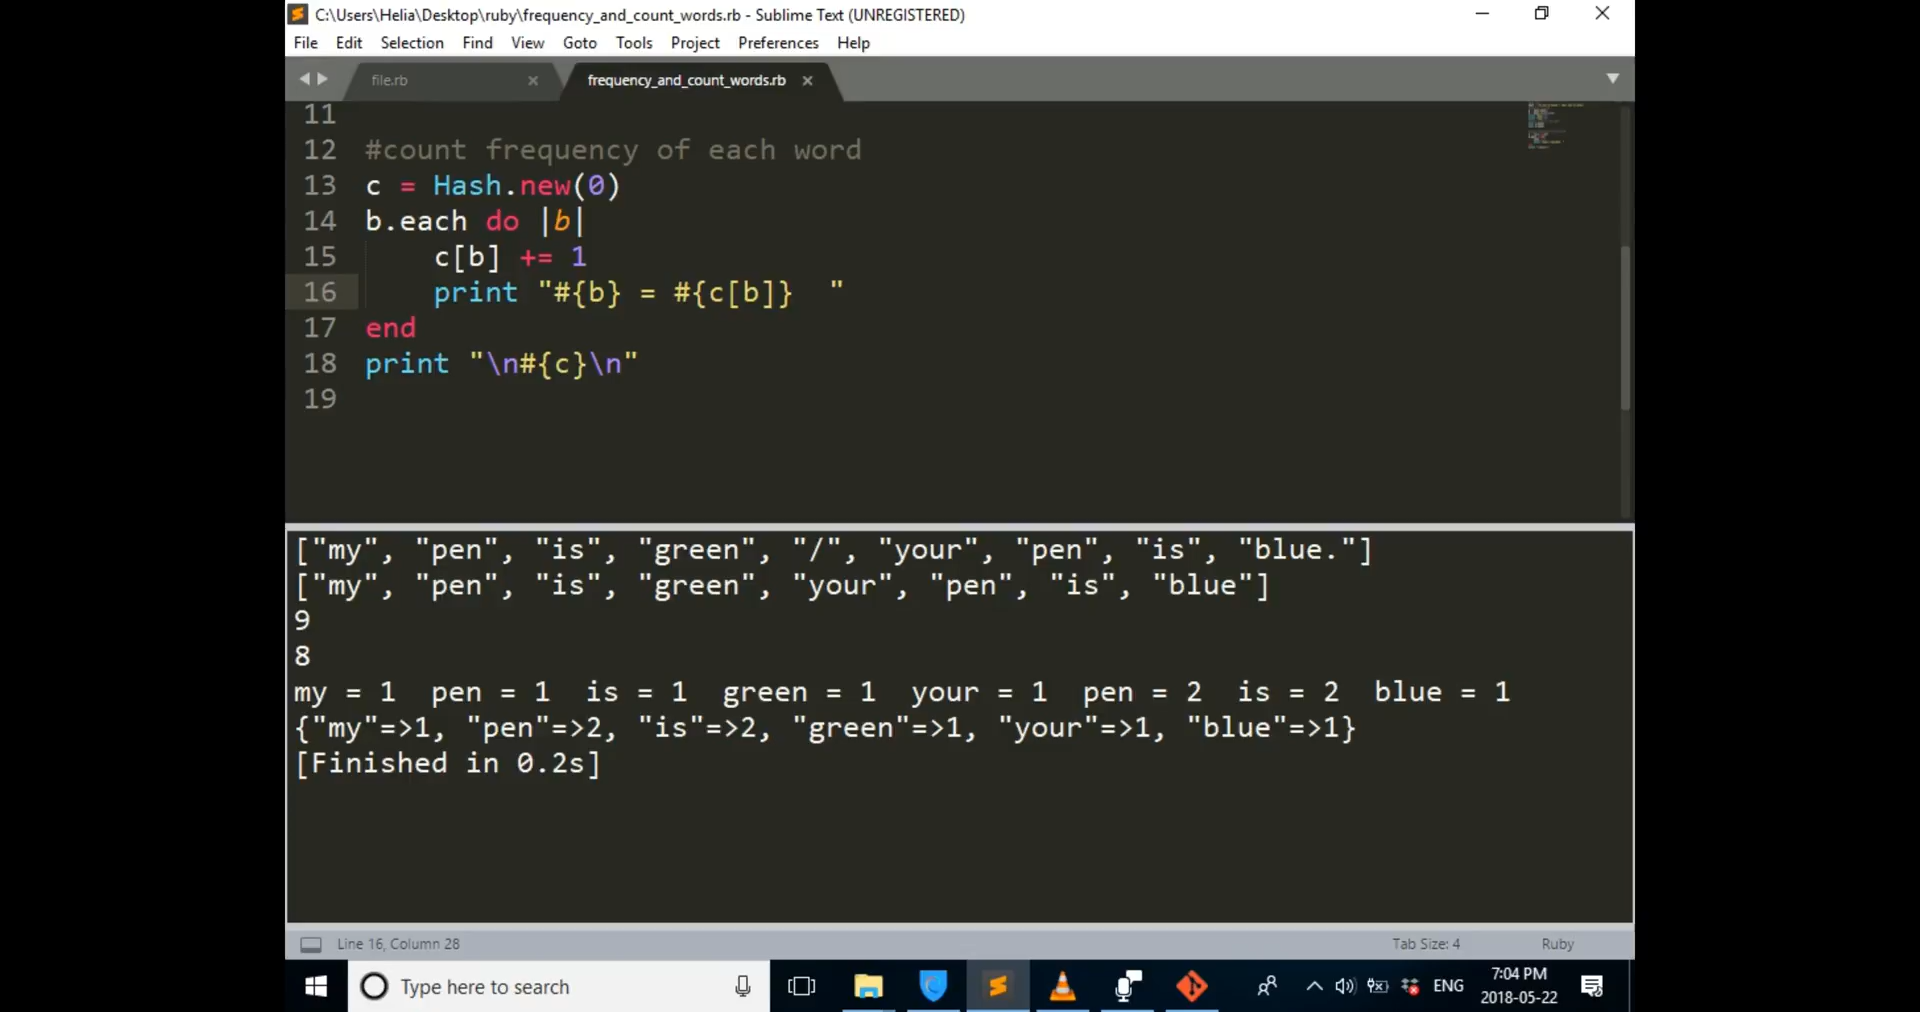 C:\Users\Helia\Desktop\ruby\frequency_and_count_words.rb - Sublime Text (UNREGISTERED)
File Edit Selection Find View Goto Tools Project Preferences Help
file.rb frequency_and_count_words.rb
11
12 #count frequency of each word
13 c = Hash.new(0)
14 b.each do |b|
15 c[b] += 1
16 print "#{b} = #{c[b]}  "
17 end
18 print "\n#{c}\n"
19
["my", "pen", "is", "green", "/", "your", "pen", "is", "blue."]
["my", "pen", "is", "green", "your", "pen", "is", "blue"]
9
8
my = 1  pen = 1  is = 1  green = 1  your = 1  pen = 2  is = 2  blue = 1
{"my"=>1, "pen"=>2, "is"=>2, "green"=>1, "your"=>1, "blue"=>1}
[Finished in 0.2s]
Line 16, Column 28 Tab Size: 4 Ruby
Type here to search ENG 7:04 PM
2018-05-22